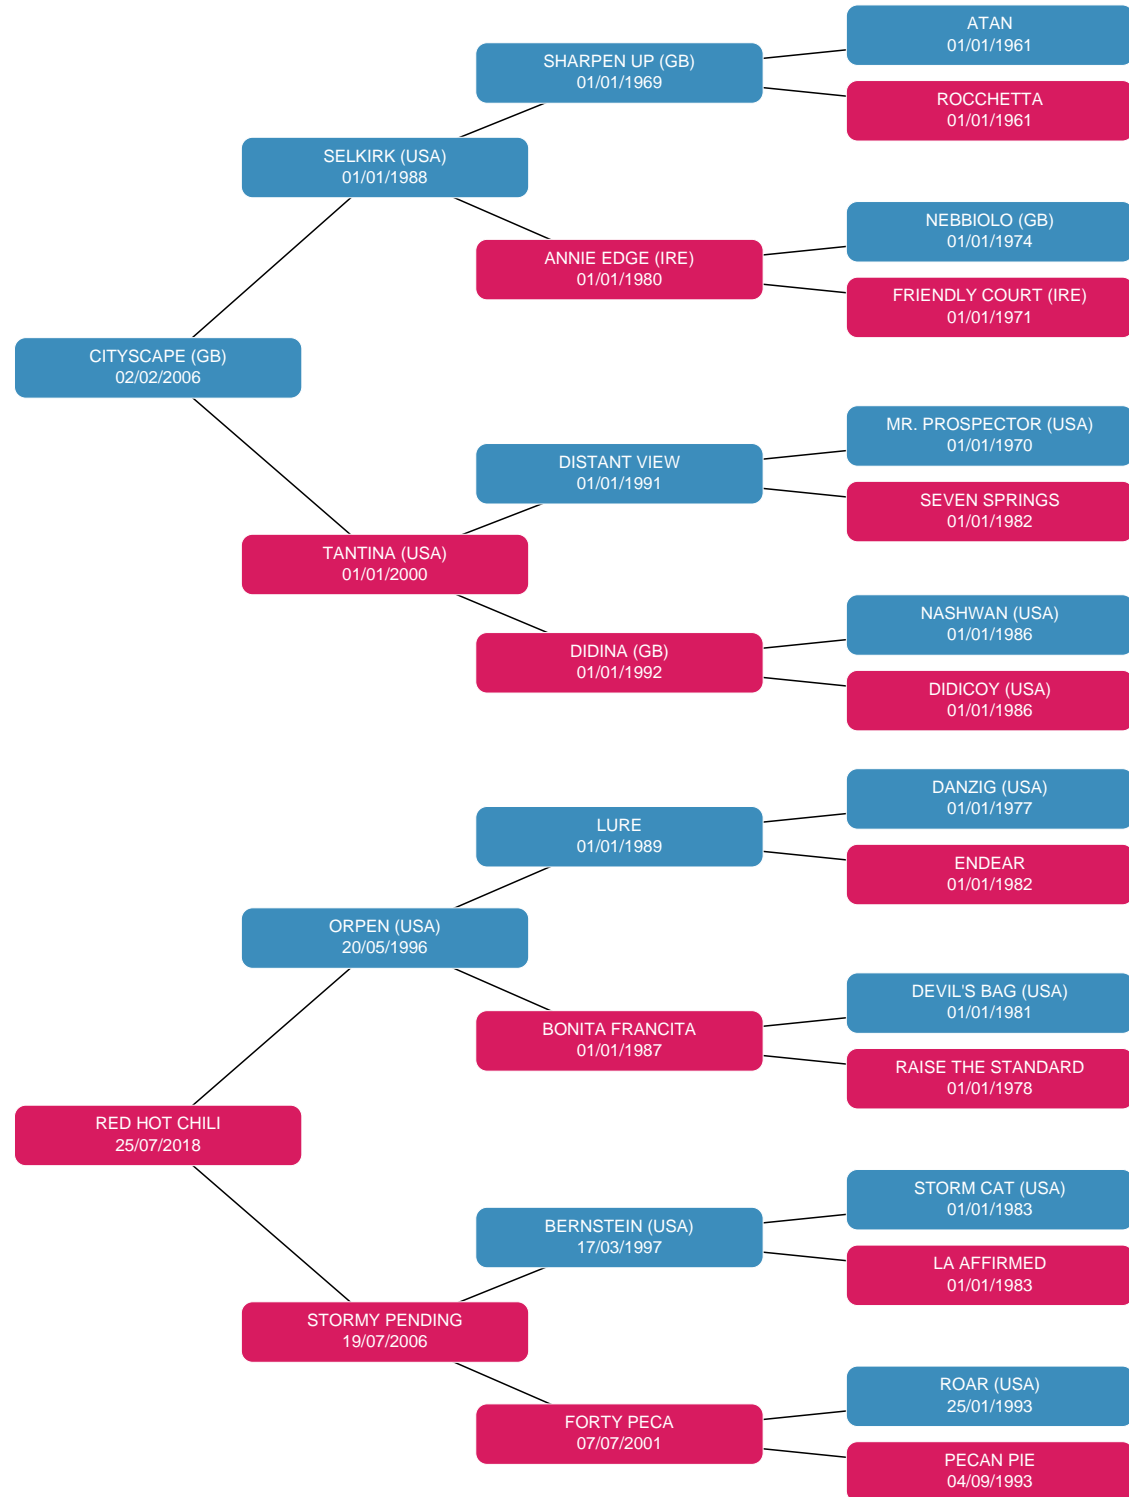 ATAN
01/01/1961
SHARPEN UP (GB)
01/01/1969
ROCCHETTA
01/01/1961
SELKIRK (USA)
01/01/1988
NEBBIOLO (GB)
01/01/1974
ANNIE EDGE (IRE)
01/01/1980
FRIENDLY COURT (IRE)
01/01/1971
CITYSCAPE (GB)
02/02/2006
MR. PROSPECTOR (USA)
01/01/1970
DISTANT VIEW
01/01/1991
SEVEN SPRINGS
01/01/1982
TANTINA (USA)
01/01/2000
NASHWAN (USA)
01/01/1986
DIDINA (GB)
01/01/1992
DIDICOY (USA)
01/01/1986
DANZIG (USA)
01/01/1977
LURE
01/01/1989
ENDEAR
01/01/1982
ORPEN (USA)
20/05/1996
DEVIL'S BAG (USA)
01/01/1981
BONITA FRANCITA
01/01/1987
RAISE THE STANDARD
01/01/1978
RED HOT CHILI
25/07/2018
STORM CAT (USA)
01/01/1983
BERNSTEIN (USA)
17/03/1997
LA AFFIRMED
01/01/1983
STORMY PENDING
19/07/2006
ROAR (USA)
25/01/1993
FORTY PECA
07/07/2001
PECAN PIE
04/09/1993